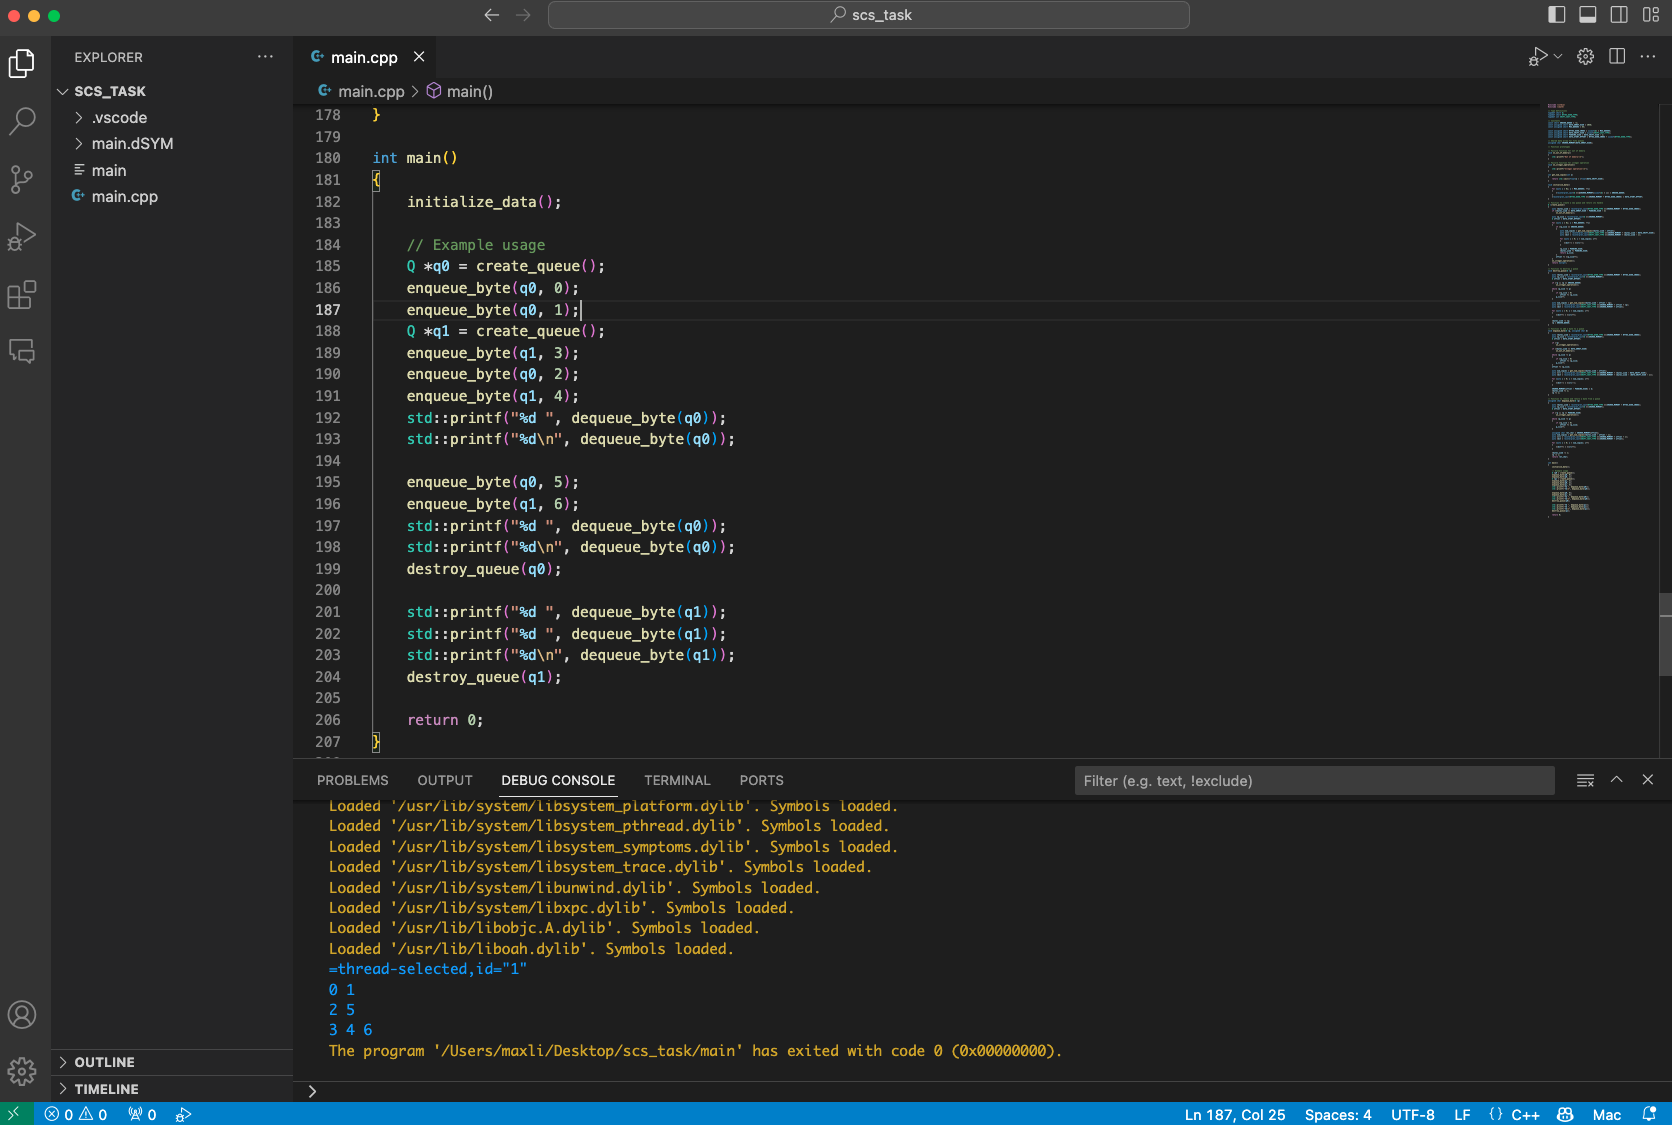 scs_task
EXPLORER
SCS_TASK
.vscode
main.dSYM
main
main.cpp
OUTLINE
TIMELINE
main.cpp
main.cpp > main()
178 }
179
180 int main()
181 {
182 initialize_data();
183
184 // Example usage
185 Q *q0 = create_queue();
186 enqueue_byte(q0, 0);
187 enqueue_byte(q0, 1);
188 Q *q1 = create_queue();
189 enqueue_byte(q1, 3);
190 enqueue_byte(q0, 2);
191 enqueue_byte(q1, 4);
192 std::printf("%d ", dequeue_byte(q0));
193 std::printf("%d\n", dequeue_byte(q0));
194
195 enqueue_byte(q0, 5);
196 enqueue_byte(q1, 6);
197 std::printf("%d ", dequeue_byte(q0));
198 std::printf("%d\n", dequeue_byte(q0));
199 destroy_queue(q0);
200
201 std::printf("%d ", dequeue_byte(q1));
202 std::printf("%d ", dequeue_byte(q1));
203 std::printf("%d\n", dequeue_byte(q1));
204 destroy_queue(q1);
205
206 return 0;
207 }
PROBLEMS OUTPUT DEBUG CONSOLE TERMINAL PORTS Filter (e.g. text, !exclude)
Loaded '/usr/lib/system/libsystem_platform.dylib'. Symbols loaded.
Loaded '/usr/lib/system/libsystem_pthread.dylib'. Symbols loaded.
Loaded '/usr/lib/system/libsystem_symptoms.dylib'. Symbols loaded.
Loaded '/usr/lib/system/libsystem_trace.dylib'. Symbols loaded.
Loaded '/usr/lib/system/libunwind.dylib'. Symbols loaded.
Loaded '/usr/lib/system/libxpc.dylib'. Symbols loaded.
Loaded '/usr/lib/libobjc.A.dylib'. Symbols loaded.
Loaded '/usr/lib/liboah.dylib'. Symbols loaded.
=thread-selected,id="1"
0 1
2 5
3 4 6
The program '/Users/maxli/Desktop/scs_task/main' has exited with code 0 (0x00000000).
0 0 0 Ln 187, Col 25 Spaces: 4 UTF-8 LF {} C++ Mac